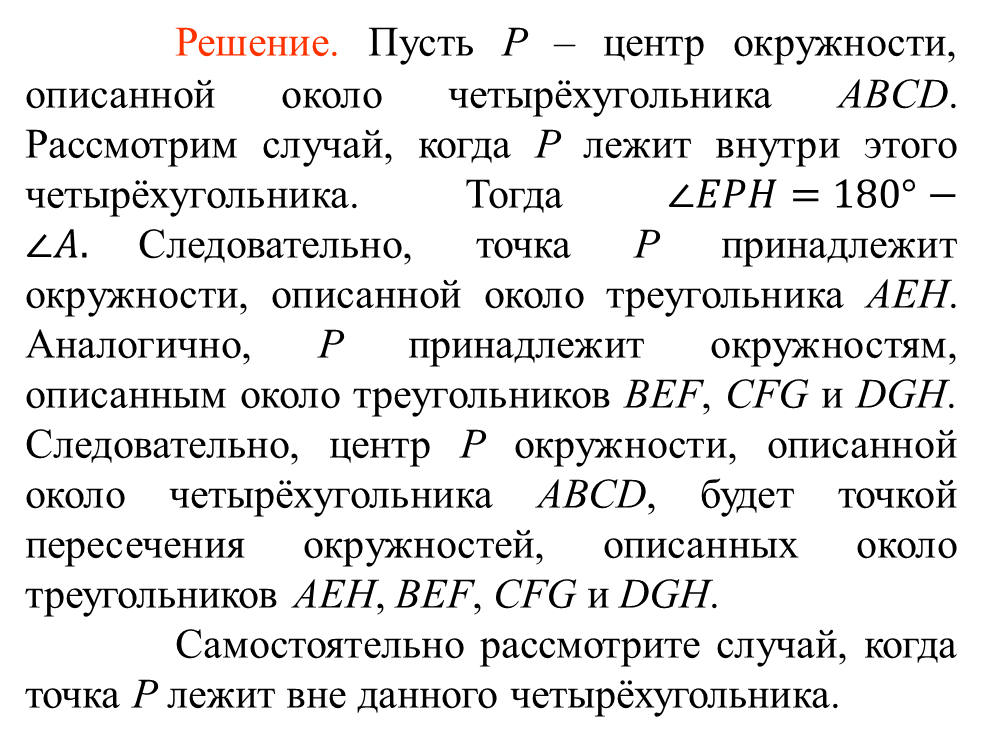 Решение. Пусть P – центр окружности,
описанной около четырёхугольника ABCD.
Рассмотрим случай, когда P лежит внутри этого
четырёхугольника. Тогда ∠EPH = 180° −
∠A. Следовательно, точка P принадлежит
окружности, описанной около треугольника AEH.
Аналогично, P принадлежит окружностям,
описанным около треугольников BEF, CFG и DGH.
Следовательно, центр P окружности, описанной
около четырёхугольника ABCD, будет точкой
пересечения окружностей, описанных около
треугольников AEH, BEF, CFG и DGH.
Самостоятельно рассмотрите случай, когда
точка P лежит вне данного четырёхугольника.